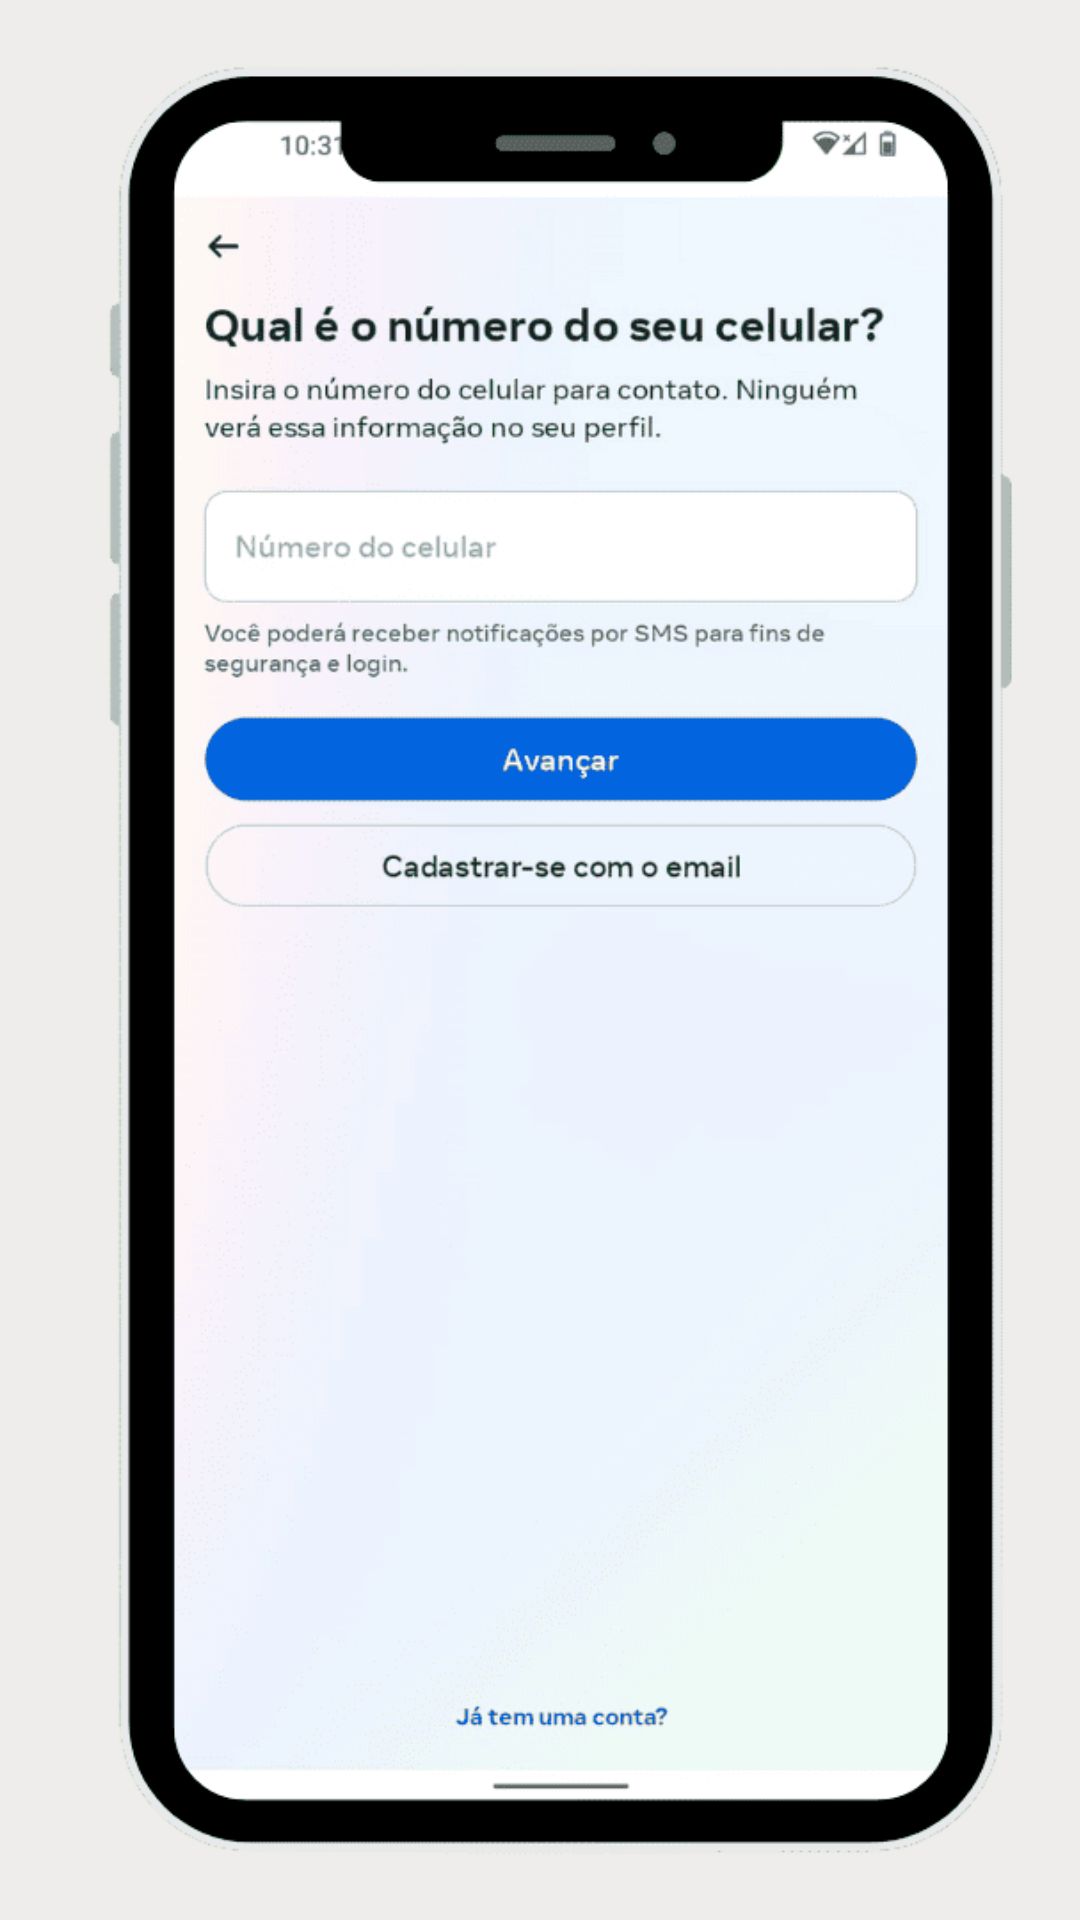 10:31
Qual é o número do seu celular?
Insira o número do celular para contato. Ninguém
verá essa informação no seu perfil.
Número do celular
Você poderá receber notificações por SMS para fins de
segurança e login.
Avançar
Cadastrar-se com o email
Já tem uma conta?